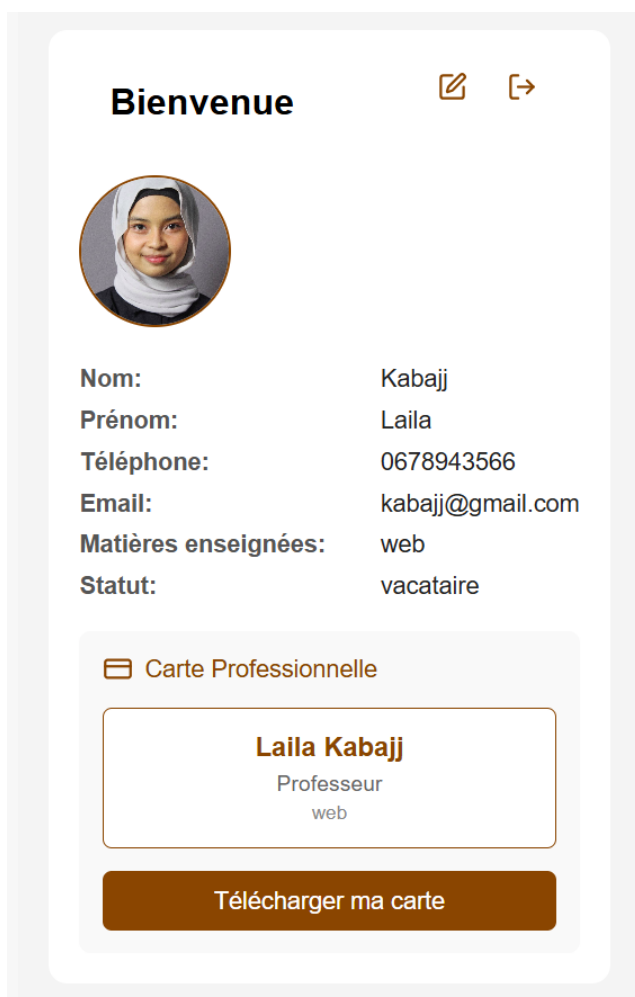 Bienvenue
Nom: Kabajj
Prénom: Laila
Téléphone: 0678943566
Email: kabajj@gmail.com
Matières enseignées: web
Statut: vacataire
Carte Professionnelle
Laila Kabajj
Professeur
web
Télécharger ma carte